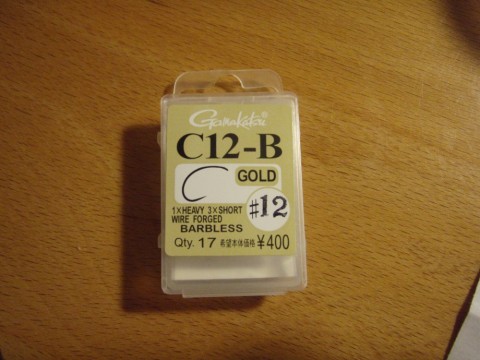 Gamakatsu®
C12-B
GOLD
#12
1×HEAVY 3×SHORT
WIRE FORGED
BARBLESS
Qty. 17 希望本体価格 ¥400